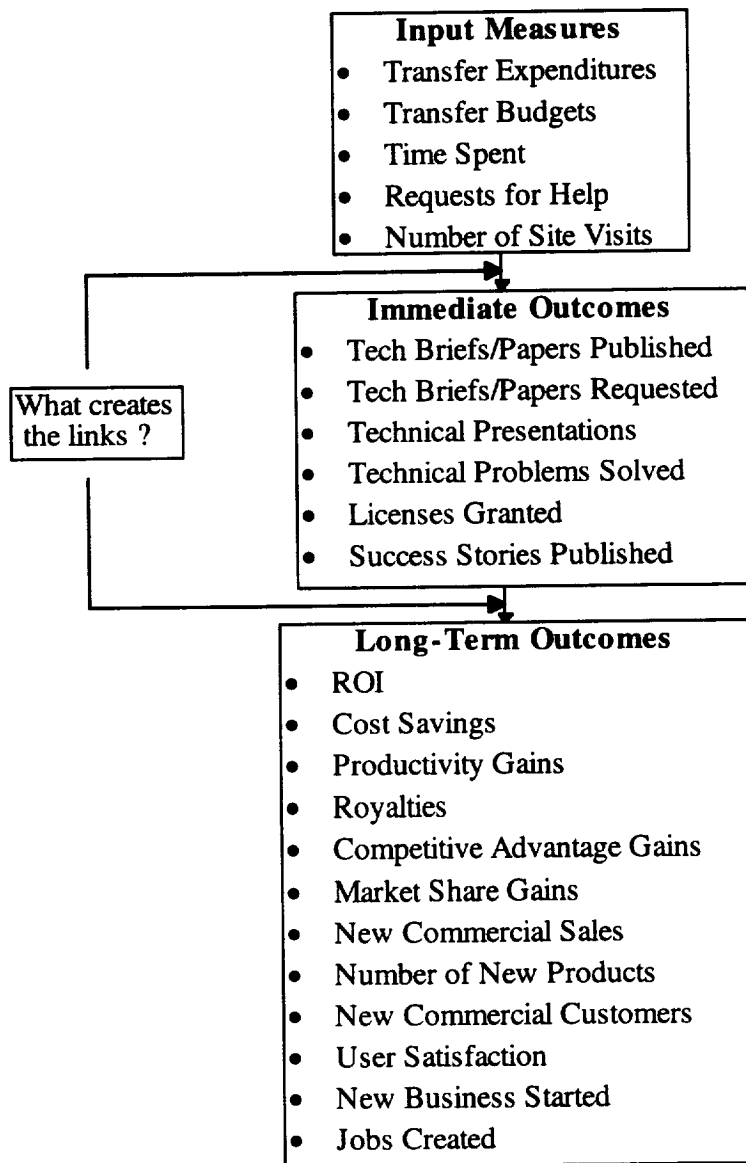 Input Measures
• Transfer Expenditures
• Transfer Budgets
• Time Spent
• Requests for Help
• Number of Site Visits
Immediate Outcomes
• Tech Briefs/Papers Published
• Tech Briefs/Papers Requested
• Technical Presentations
• Technical Problems Solved
• Licenses Granted
• Success Stories Published
What creates
the links ?
Long-Term Outcomes
• ROI
• Cost Savings
• Productivity Gains
• Royalties
• Competitive Advantage Gains
• Market Share Gains
• New Commercial Sales
• Number of New Products
• New Commercial Customers
• User Satisfaction
• New Business Started
• Jobs Created